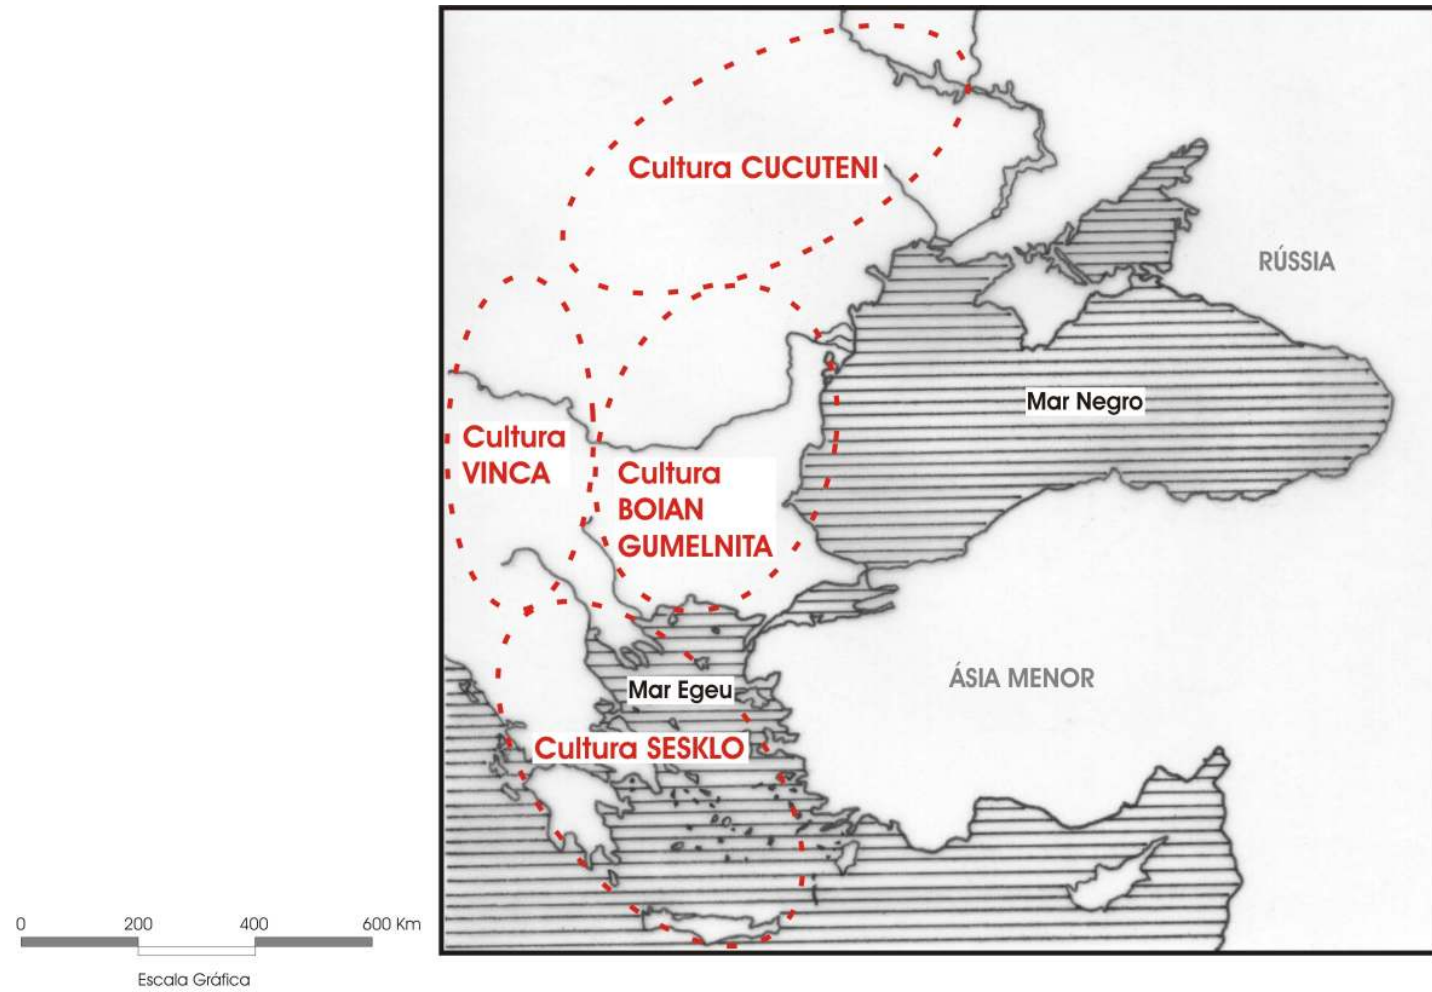 Cultura CUCUTENI
RÚSSIA
Mar Negro
Cultura
VINCA
Cultura
BOIAN
GUMELNITA
ÁSIA MENOR
Mar Egeu
Cultura SESKLO
0 200 400 600 Km
Escala Gráfica